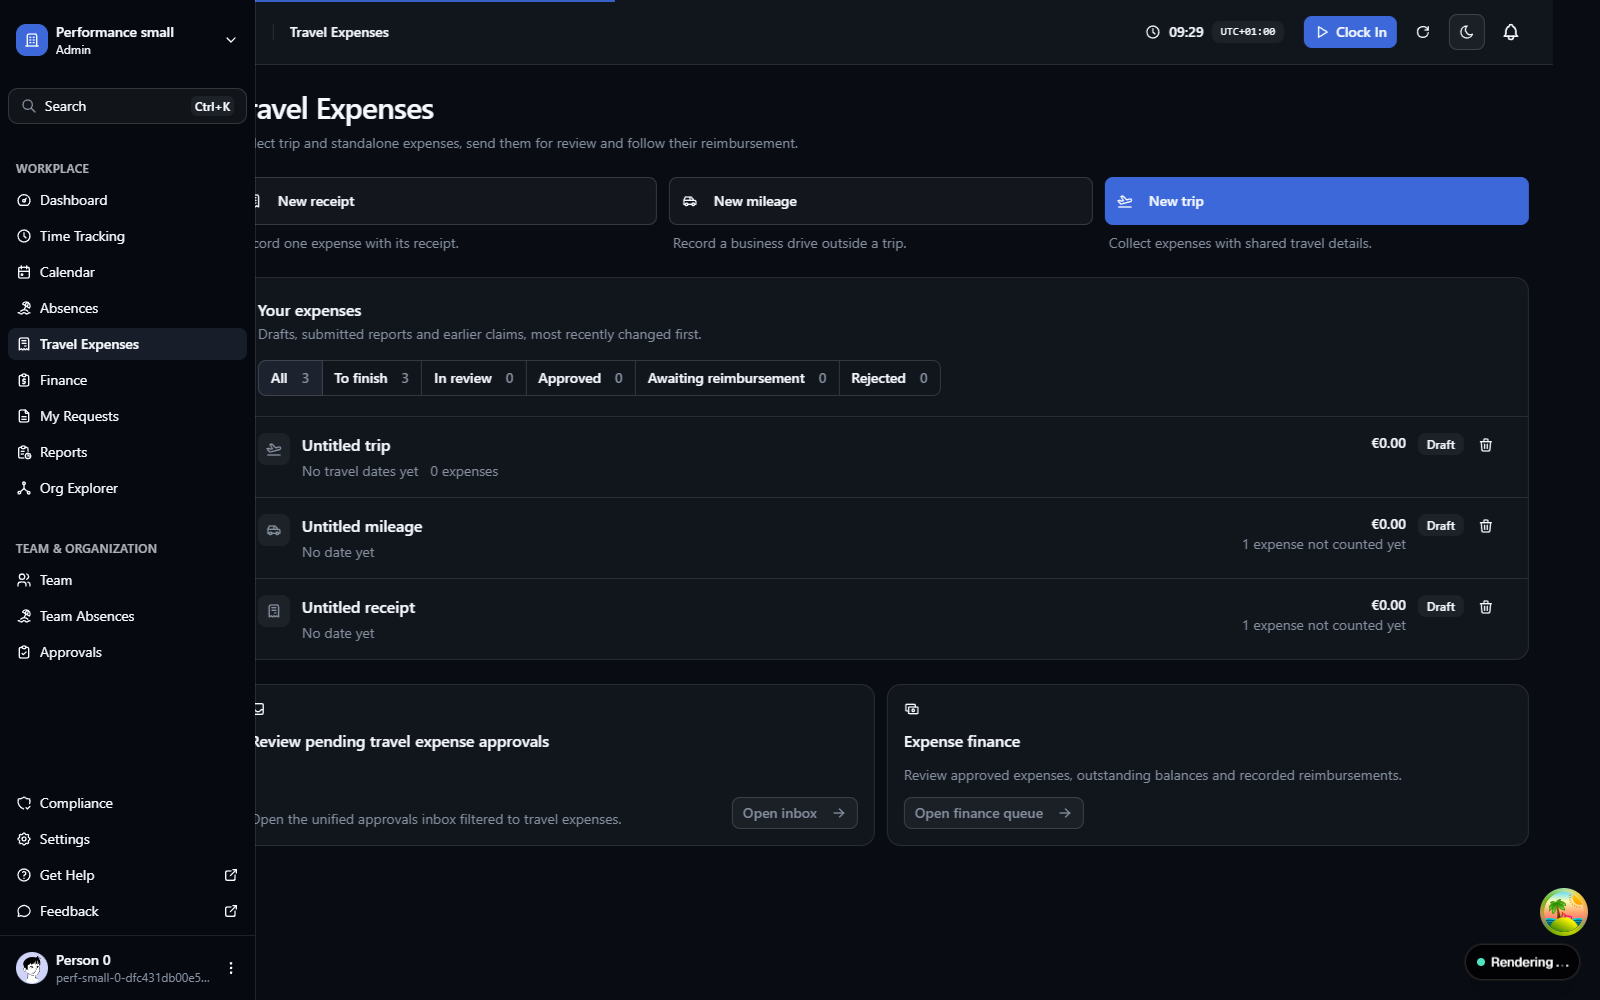 Performance small
Admin
Search
Ctrl+K
WORKPLACE
Dashboard
Time Tracking
Calendar
Absences
Travel Expenses
Finance
My Requests
Reports
Org Explorer
TEAM & ORGANIZATION
Team
Team Absences
Approvals
Compliance
Settings
Get Help
Feedback
Person 0
perf-small-0-dfc431db00e5...
Travel Expenses
09:29
UTC+01:00
Clock In
avel Expenses
lect trip and standalone expenses, send them for review and follow their reimbursement.
New receipt
cord one expense with its receipt.
New mileage
Record a business drive outside a trip.
New trip
Collect expenses with shared travel details.
Your expenses
Drafts, submitted reports and earlier claims, most recently changed first.
All 3
To finish 3
In review 0
Approved 0
Awaiting reimbursement 0
Rejected 0
Untitled trip
No travel dates yet 0 expenses
€0.00
Draft
Untitled mileage
No date yet
€0.00
1 expense not counted yet
Draft
Untitled receipt
No date yet
€0.00
1 expense not counted yet
Draft
Review pending travel expense approvals
Open the unified approvals inbox filtered to travel expenses.
Open inbox
Expense finance
Review approved expenses, outstanding balances and recorded reimbursements.
Open finance queue
Rendering...